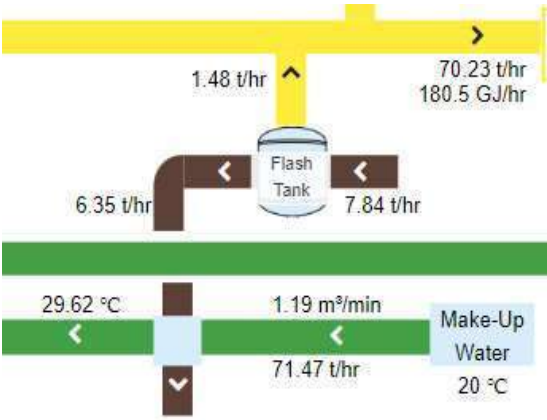 1.48 t/hr
70.23 t/hr
180.5 GJ/hr
Flash
Tank
6.35 t/hr
7.84 t/hr
29.62 °C
1.19 m³/min
Make-Up
Water
71.47 t/hr
20 °C